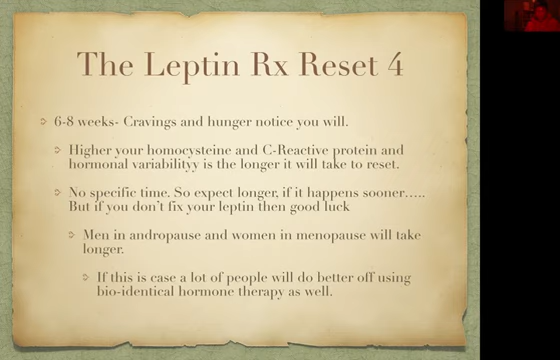 The Leptin Rx Reset 4
6-8 weeks- Cravings and hunger notice you will.
Higher your homocysteine and C-Reactive protein and
hormonal variabilityy is the longer it will take to reset.
No specific time. So expect longer, if it happens sooner.....
But if you don't fix your leptin then good luck
Men in andropause and women in menopause will take
longer.
If this is case a lot of people will do better off using
bio-identical hormone therapy as well.